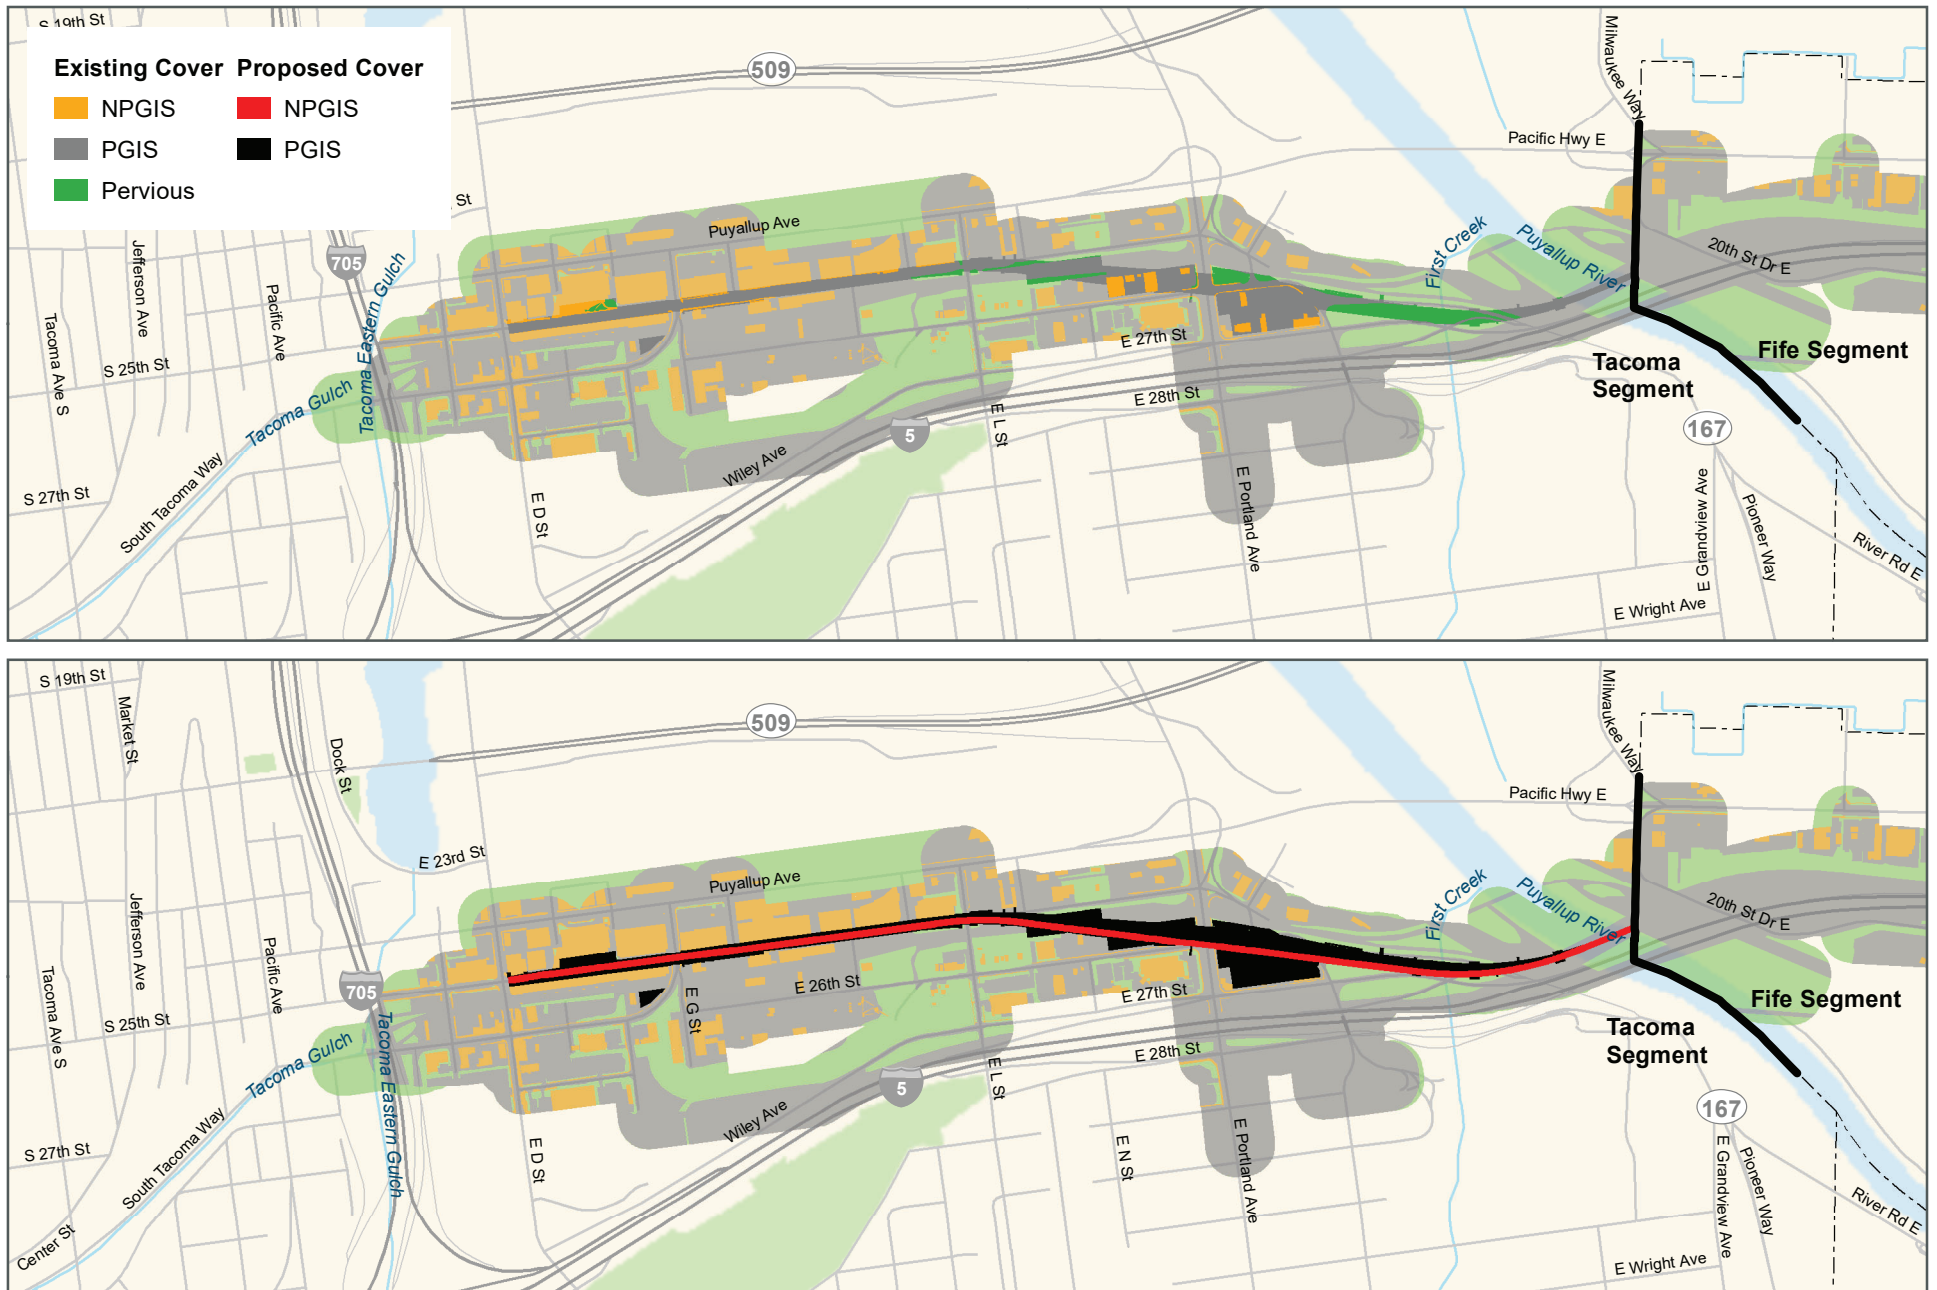 S 19th St
Existing Cover
Proposed Cover
NPGIS
NPGIS
PGIS
PGIS
Pervious
St
509
Milwaukee Way
Pacific Hwy E
Puyallup Ave
First Creek
Puyallup River
20th St Dr E
705
Tacoma Eastern Gulch
Jefferson Ave
Pacific Ave
Tacoma Ave S
S 25th St
Tacoma Gulch
E 27th St
E 28th St
Tacoma
Segment
Fife Segment
5
E L St
167
Wiley Ave
South Tacoma Way
S 27th St
E D St
E Portland Ave
E Grandview Ave
Pioneer Way
River Rd E
E Wright Ave
S 19th St
Market St
Dock St
509
Milwaukee Way
Pacific Hwy E
E 23rd St
Puyallup Ave
First Creek
Puyallup River
20th St Dr E
Jefferson Ave
Pacific Ave
Tacoma Ave S
705
S 25th St
Tacoma Gulch
Tacoma Eastern Gulch
E G St
E 26th St
E 27th St
E 28th St
Tacoma
Segment
Fife Segment
5
E L St
167
Wiley Ave
South Tacoma Way
S 27th St
E D St
E N St
E Portland Ave
E Grandview Ave
Pioneer Way
River Rd E
Center St
E Wright Ave